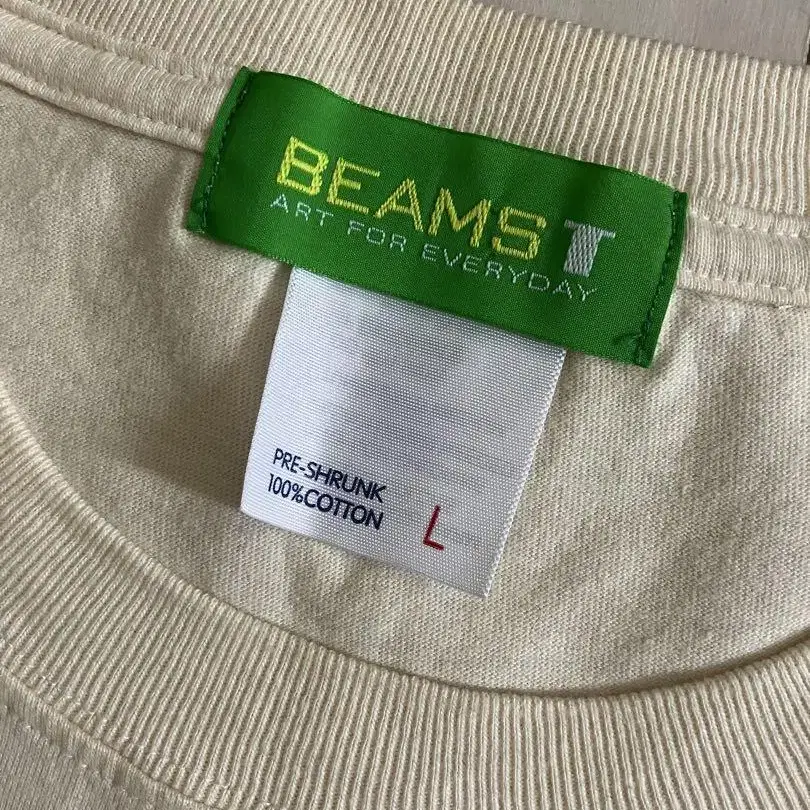 BEAMS T
ART FOR EVERYDAY
PRE-SHRUNK
100%COTTON
L